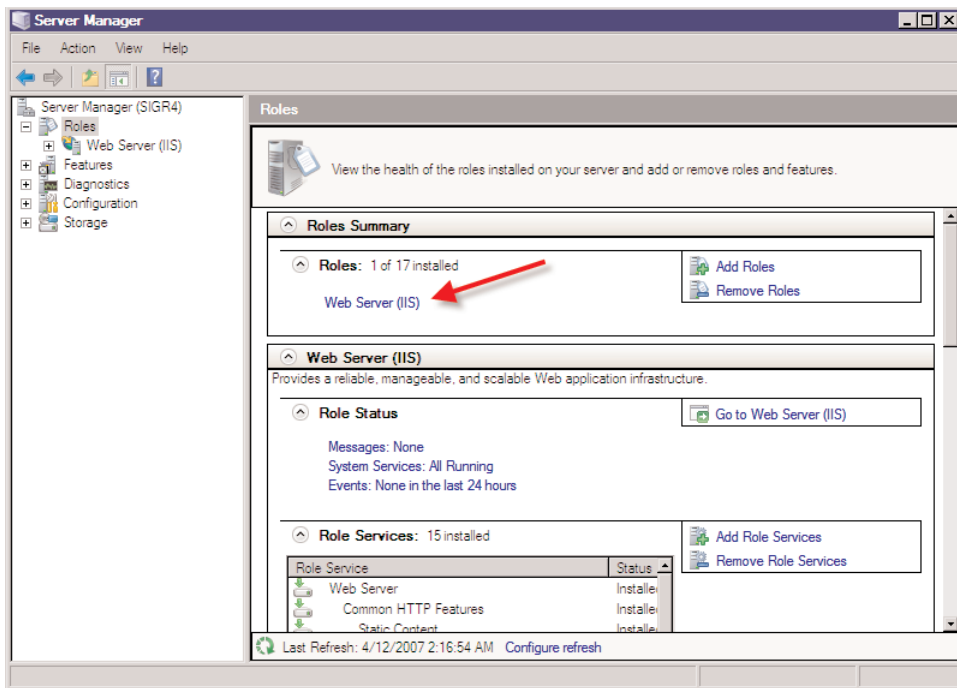 Server Manager
File Action View Help
Server Manager (SIGR4)
Roles
Web Server (IIS)
Features
Diagnostics
Configuration
Storage
Roles
View the health of the roles installed on your server and add or remove roles and features.
Roles Summary
Roles: 1 of 17 installed
Add Roles
Remove Roles
Web Server (IIS)
Web Server (IIS)
Provides a reliable, manageable, and scalable Web application infrastructure.
Role Status
Go to Web Server (IIS)
Messages: None
System Services: All Running
Events: None in the last 24 hours
Role Services: 15 installed
Add Role Services
Remove Role Services
Role Service Status
Web Server Installe
Common HTTP Features Installe
Static Content Installe
Last Refresh: 4/12/2007 2:16:54 AM Configure refresh